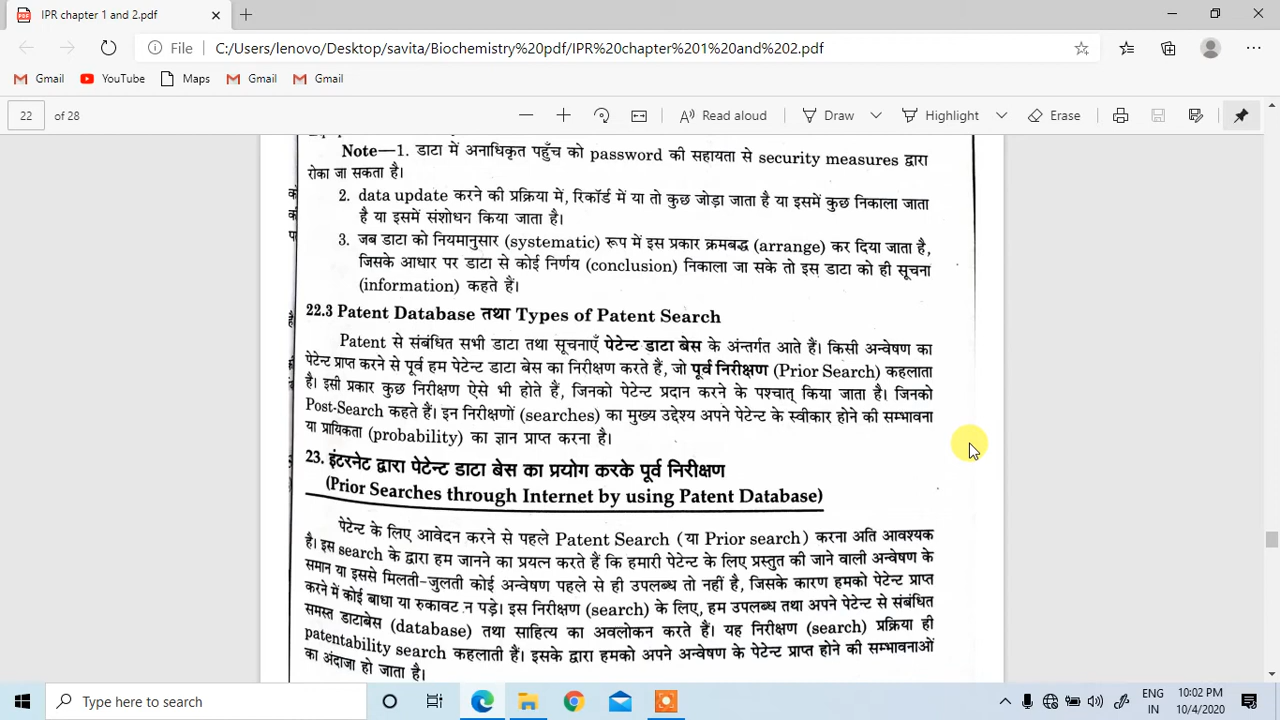 IPR chapter 1 and 2.pdf
File C:/Users/lenovo/Desktop/savita/Biochemistry%20pdf/IPR%20chapter%201%20and%202.pdf
Gmail YouTube Maps Gmail Gmail
22 of 28 Read aloud Draw Highlight Erase
Note—1. डाटा में अनाधिकृत पहुँच को password की सहायता से security measures द्वारा
रोका जा सकता है।
2. data update करने की प्रक्रिया में, रिकॉर्ड में या तो कुछ जोड़ा जाता है या इसमें कुछ निकाला जाता
है या इसमें संशोधन किया जाता है।
3. जब डाटा को नियमानुसार (systematic) रूप में इस प्रकार क्रमबद्ध (arrange) कर दिया जाता है,
जिसके आधार पर डाटा से कोई निर्णय (conclusion) निकाला जा सके तो इस डाटा को ही सूचना
(information) कहते हैं।
22.3 Patent Database तथा Types of Patent Search
Patent से संबंधित सभी डाटा तथा सूचनाएँ पेटेन्ट डाटा बेस के अंन्तर्गत आते हैं। किसी अन्वेषण का
पेटेन्ट प्राप्त करने से पूर्व हम पेटेन्ट डाटा बेस का निरीक्षण करते हैं, जो पूर्व निरीक्षण (Prior Search) कहलाता
है। इसी प्रकार कुछ निरीक्षण ऐसे भी होते हैं, जिनको पेटेन्ट प्रदान करने के पश्चात् किया जाता है। जिनको
Post-Search कहते हैं। इन निरीक्षणों (searches) का मुख्य उद्देश्य अपने पेटेन्ट के स्वीकार होने की सम्भावना
या प्रायिकता (probability) का ज्ञान प्राप्त करना है।
23. इंटरनेट द्वारा पेटेन्ट डाटा बेस का प्रयोग करके पूर्व निरीक्षण
(Prior Searches through Internet by using Patent Database)
पेटेन्ट के लिए आवेदन करने से पहले Patent Search (या Prior search) करना अति आवश्यक
है। इस search के द्वारा हम जानने का प्रयत्न करते हैं कि हमारी पेटेन्ट के लिए प्रस्तुत की जाने वाली अन्वेषण के
समान या इससे मिलती-जुलती कोई अन्वेषण पहले से ही उपलब्ध तो नहीं है, जिसके कारण हमको पेटेन्ट प्राप्त
करने में कोई बाधा या रुकावट न पड़े। इस निरीक्षण (search) के लिए, हम उपलब्ध तथा अपने पेटेन्ट से संबंधित
समस्त डाटाबेस (database) तथा साहित्य का अवलोकन करते हैं। यह निरीक्षण (search) प्रक्रिया ही
patentability search कहलाती हैं। इसके द्वारा हमको अपने अन्वेषण के पेटेन्ट प्राप्त होने की सम्भावनाओं
का अंदाजा हो जाता है।
Type here to search
ENG 10:02 PM
IN 10/4/2020